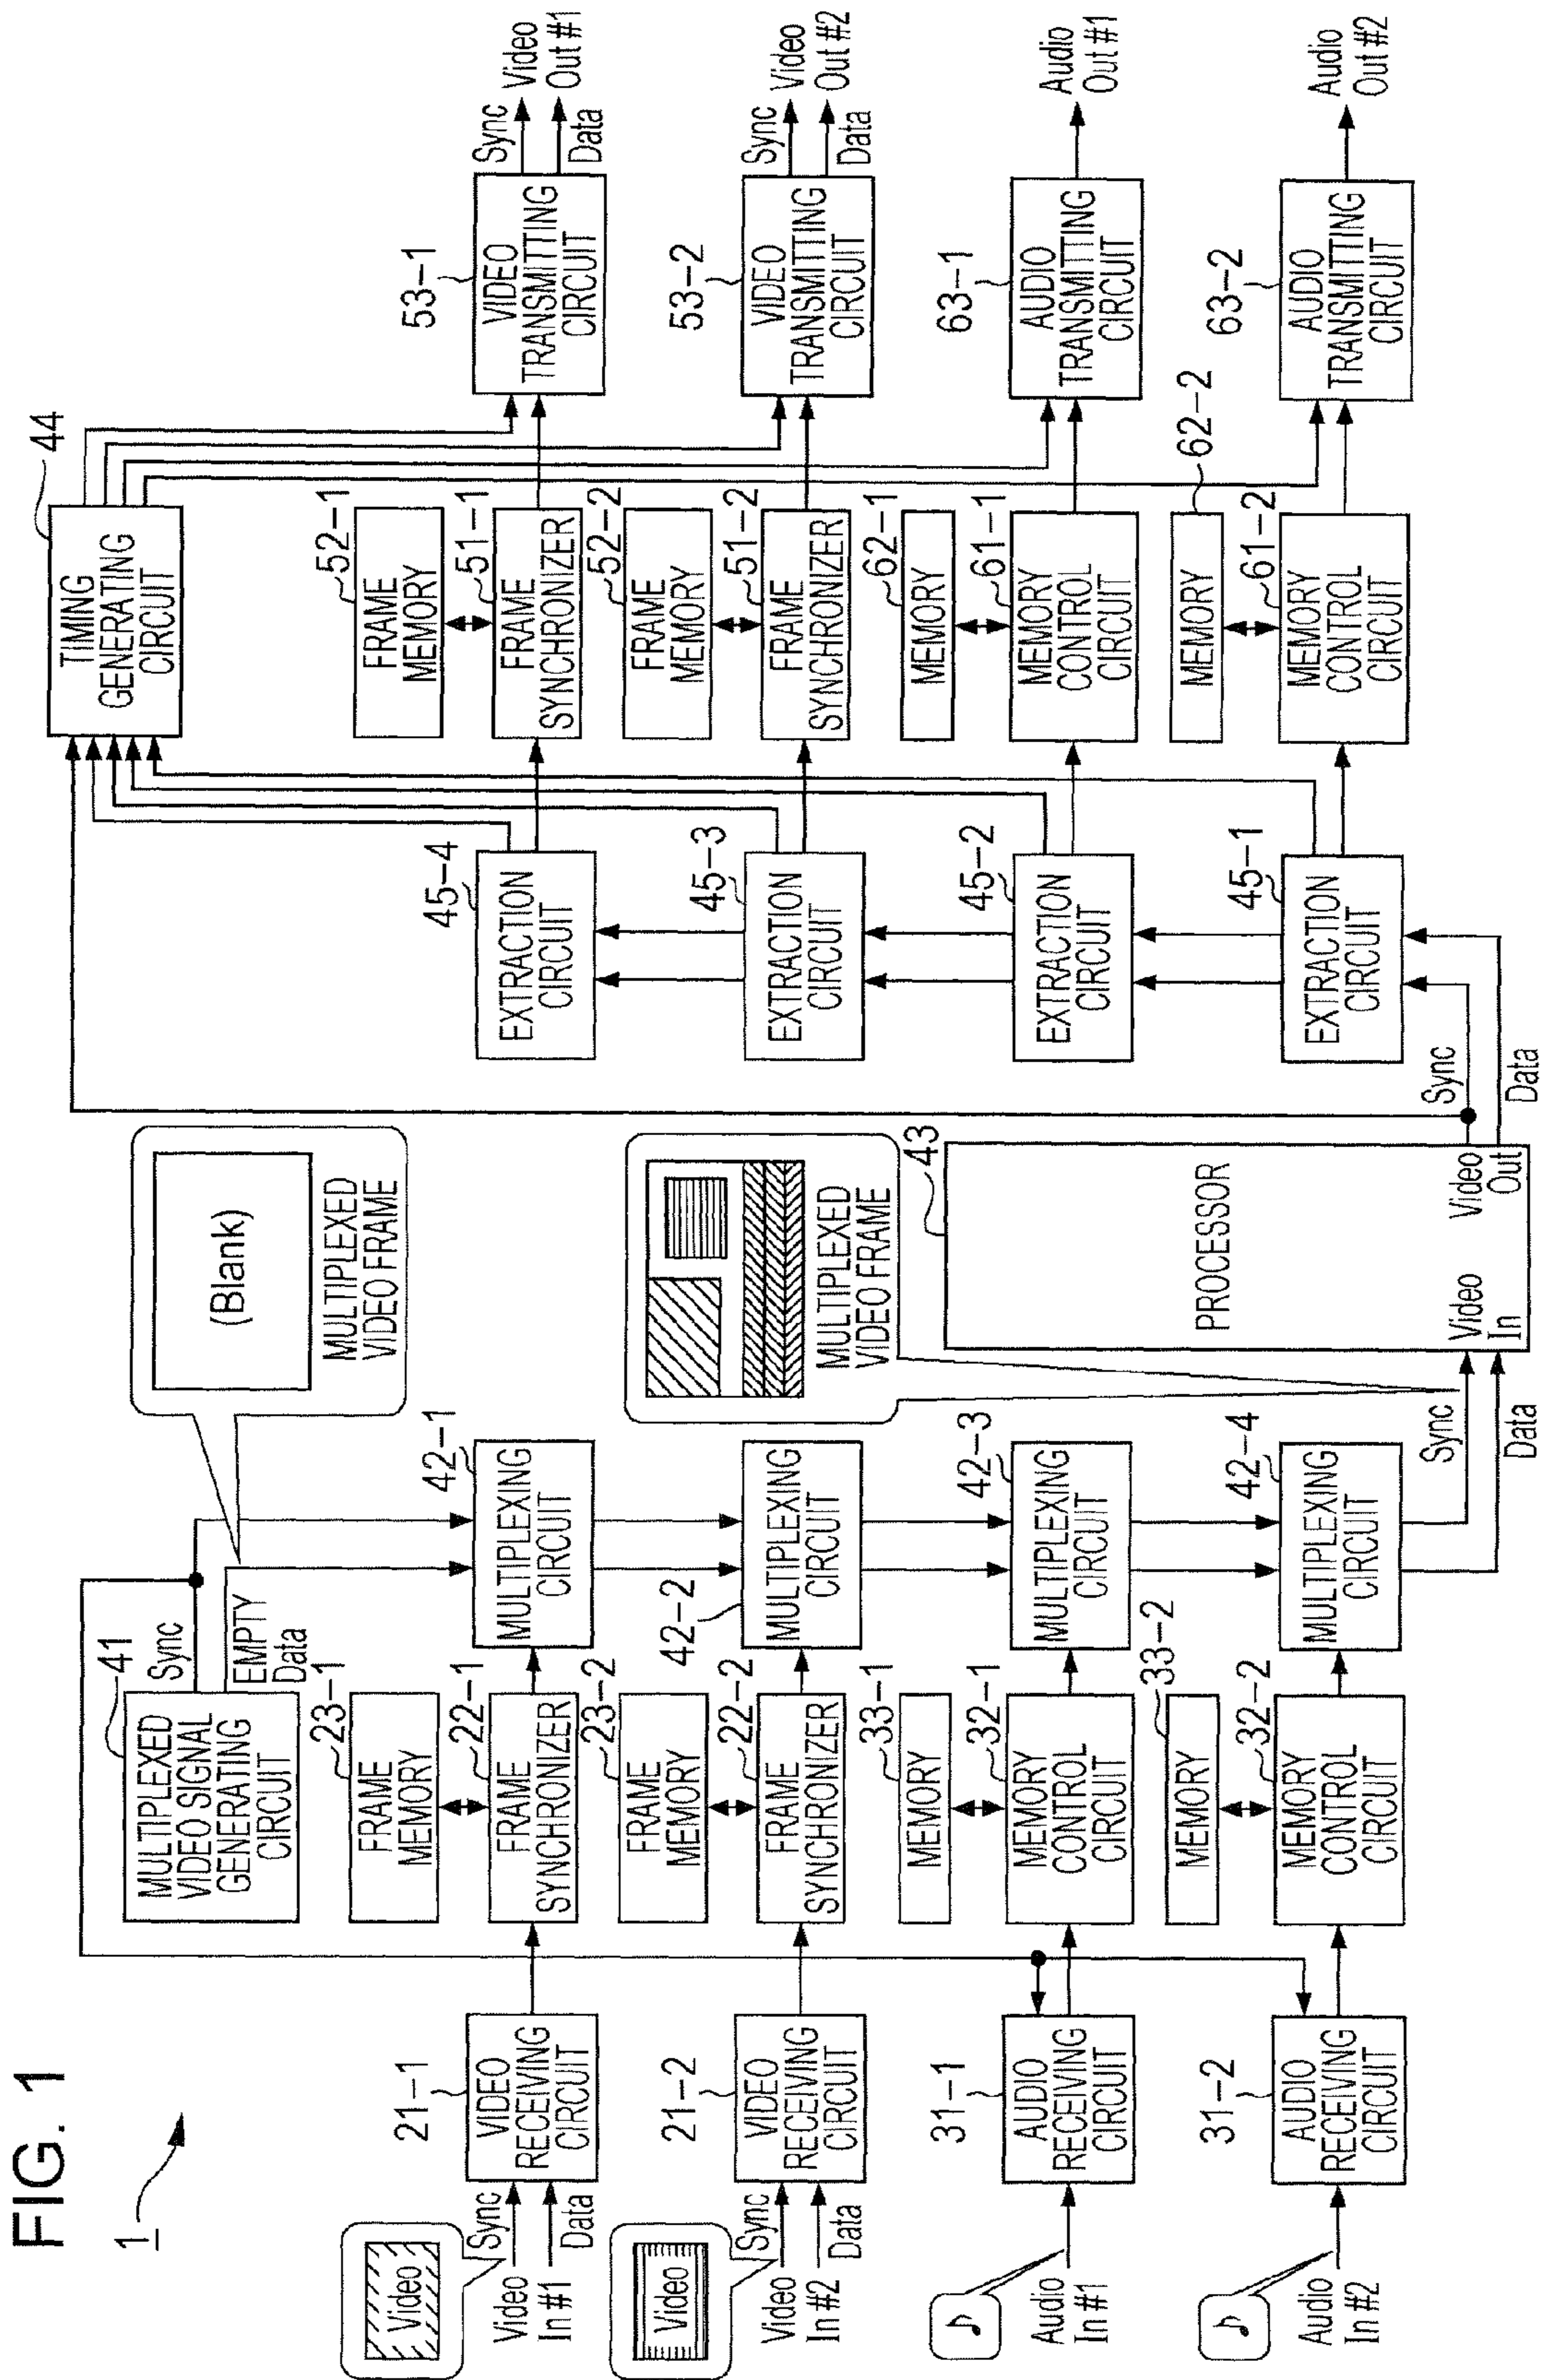 FIG. 1
1
41
MULTIPLEXED
VIDEO SIGNAL
GENERATING
CIRCUIT
Sync
EMPTY
Data
(Blank)
MULTIPLEXED
VIDEO FRAME
44
TIMING
GENERATING
CIRCUIT
Video
Sync
Video
In #1
Data
21-1
VIDEO
RECEIVING
CIRCUIT
23-1
FRAME
MEMORY
22-1
FRAME
SYNCHRONIZER
42-1
MULTIPLEXING
CIRCUIT
45-4
EXTRACTION
CIRCUIT
52-1
FRAME
MEMORY
51-1
FRAME
SYNCHRONIZER
53-1
VIDEO
TRANSMITTING
CIRCUIT
Sync
Video
Out #1
Data
Video
Sync
Video
In #2
Data
21-2
VIDEO
RECEIVING
CIRCUIT
23-2
FRAME
MEMORY
22-2
FRAME
SYNCHRONIZER
42-2
MULTIPLEXING
CIRCUIT
MULTIPLEXED
VIDEO FRAME
45-3
EXTRACTION
CIRCUIT
52-2
FRAME
MEMORY
51-2
FRAME
SYNCHRONIZER
53-2
VIDEO
TRANSMITTING
CIRCUIT
Sync
Video
Out #2
Data
Audio
In #1
31-1
AUDIO
RECEIVING
CIRCUIT
33-1
MEMORY
32-1
MEMORY
CONTROL
CIRCUIT
42-3
MULTIPLEXING
CIRCUIT
43
PROCESSOR
45-2
EXTRACTION
CIRCUIT
62-1
MEMORY
61-1
MEMORY
CONTROL
CIRCUIT
63-1
AUDIO
TRANSMITTING
CIRCUIT
Audio
Out #1
Audio
In #2
31-2
AUDIO
RECEIVING
CIRCUIT
33-2
MEMORY
32-2
MEMORY
CONTROL
CIRCUIT
42-4
MULTIPLEXING
CIRCUIT
Sync
Data
Video
In
Video
Out
Sync
Data
45-1
EXTRACTION
CIRCUIT
62-2
MEMORY
61-2
MEMORY
CONTROL
CIRCUIT
63-2
AUDIO
TRANSMITTING
CIRCUIT
Audio
Out #2